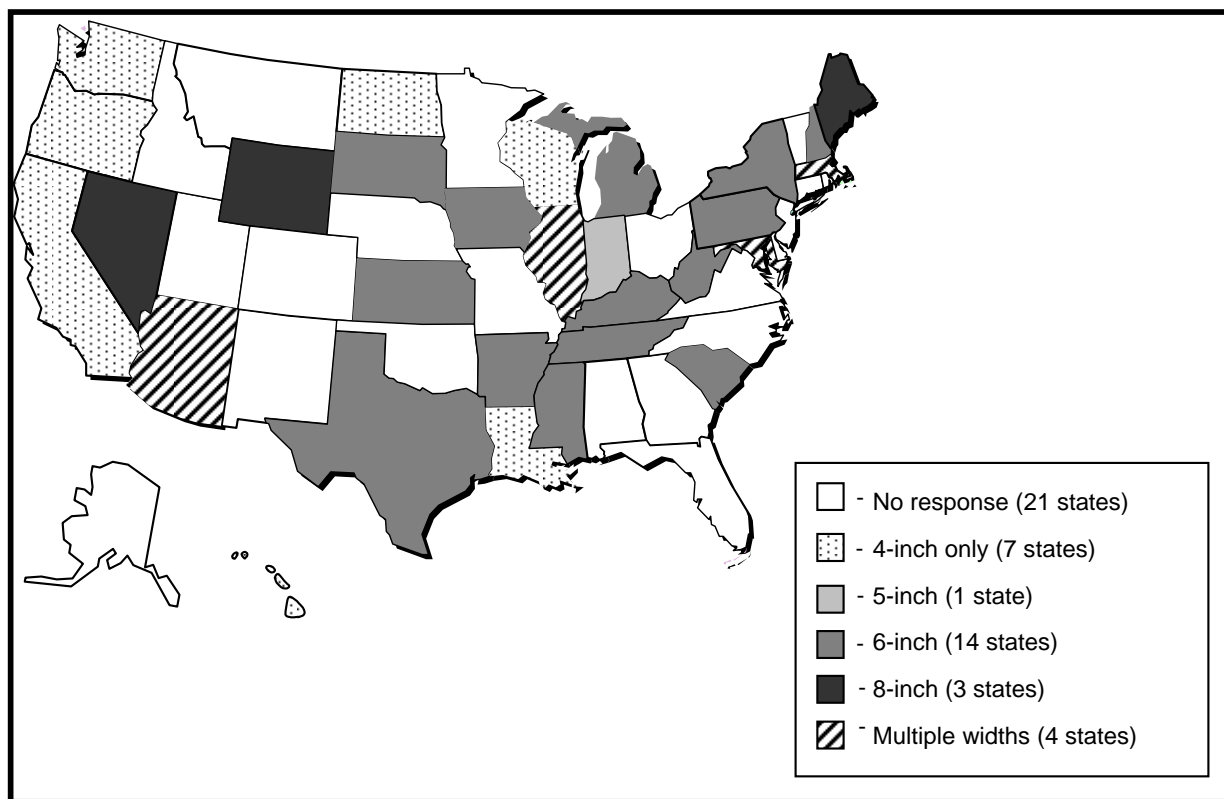 - No response (21 states)
- 4-inch only (7 states)
- 5-inch (1 state)
- 6-inch (14 states)
- 8-inch (3 states)
- Multiple widths (4 states)